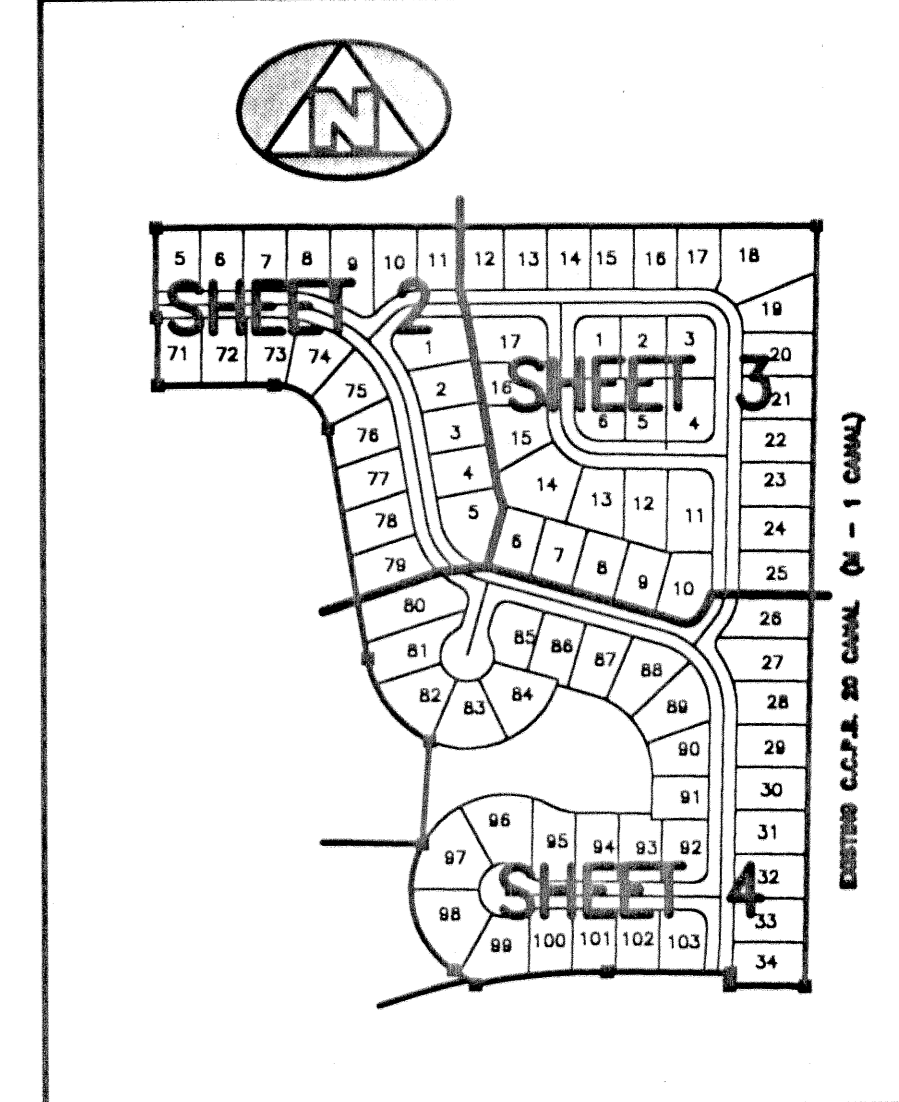 N
5 6 7 8 9 10 11 12 13 14 15 16 17 18
19
SHEET 2
71 72 73 74
1 17 1 2 3
SHEET 3
20
75 2 16 21
76 3 15 6 5 4 22
77 4 14 23
78 5 13 12 11 24
79 6 7 8 9 10 25
80 26
81 85 86 87 88 27
82 83 84 89 28
90 29
91 30
96 95 94 93 92 31
97
SHEET 4
32
98 33
99 100 101 102 103 34
EXISTING C.C.P.B. 20 CANAL (M - 1 CANAL)